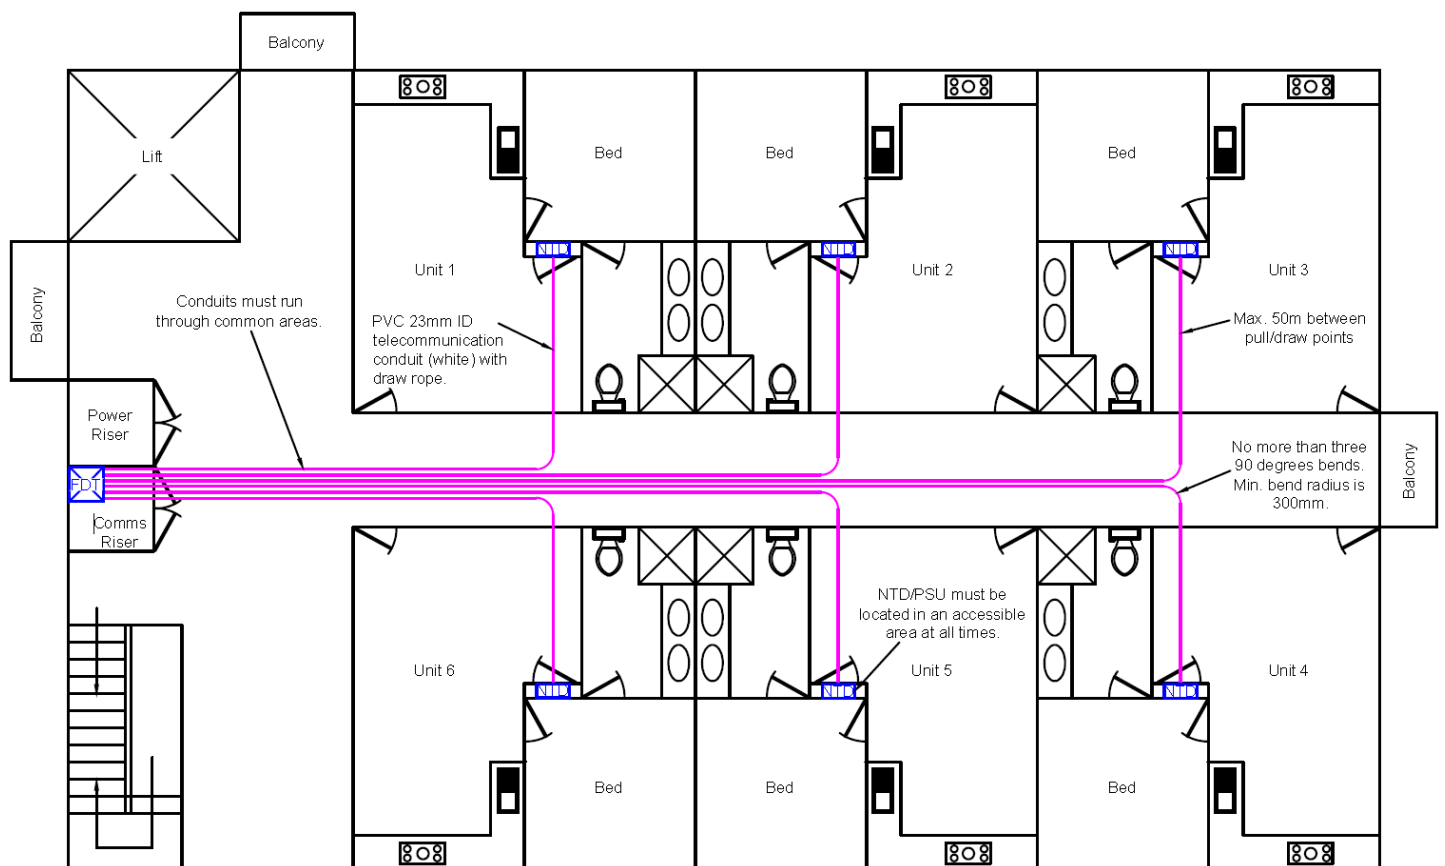 Balcony
Lift
Bed
Bed
Bed
NTD
NTD
NTD
Unit 1
Unit 2
Unit 3
Balcony
Conduits must run
through common areas.
PVC 23mm ID
telecommunication
conduit (white) with
draw rope.
Max. 50m between
pull/draw points
Power
Riser
No more than three
90 degrees bends.
Min. bend radius is
300mm.
Balcony
FDT
Comms
Riser
NTD/PSU must be
located in an accessible
area at all times.
Unit 6
Unit 5
Unit 4
NTD
NTD
NTD
Bed
Bed
Bed